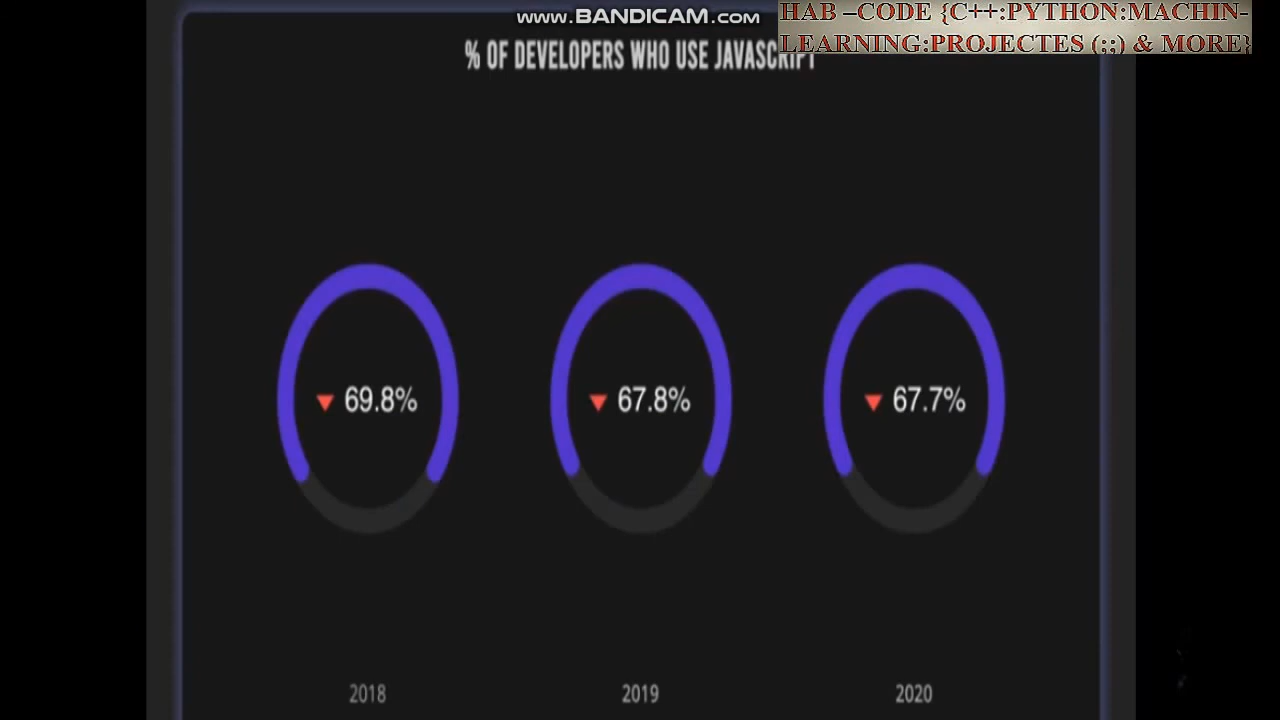 www.BANDICAM.com
HAB –CODE {C++:PYTHON:MACHIN-
LEARNING:PROJECTES (;;) & MORE}
% OF DEVELOPERS WHO USE JAVASCRIPT
69.8%
67.8%
67.7%
2018
2019
2020